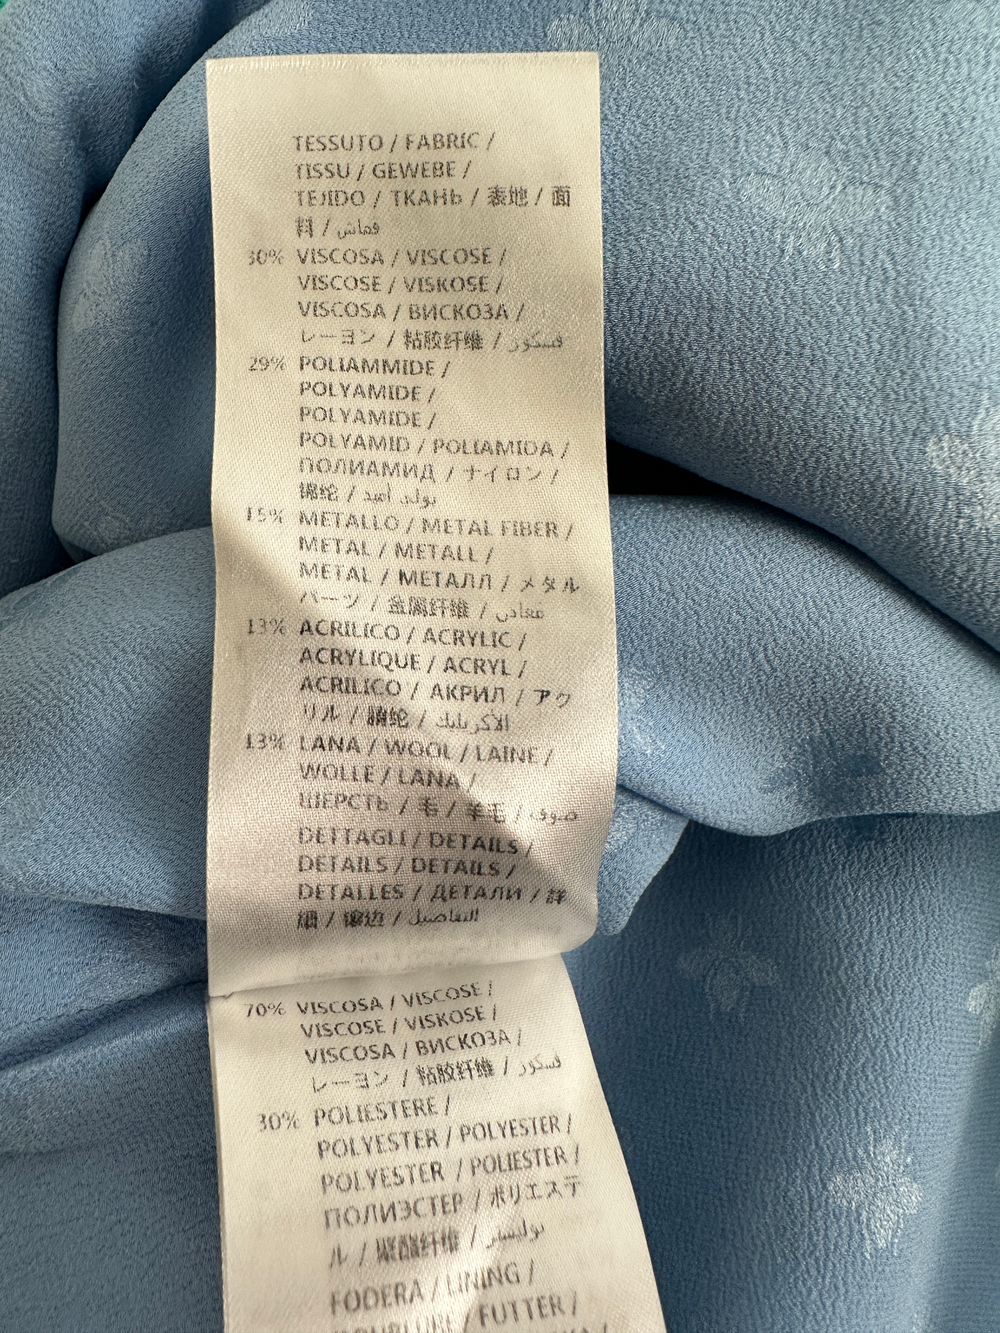 TESSUTO / FABRIC /
TISSU / GEWEBE /
TEJIDO / ТКАНЬ / 表地 / 面
料 / قماش
30% VISCOSA / VISCOSE /
VISCOSE / VISKOSE /
VISCOSA / ВИСКОЗА /
レーヨン / 粘胶纤维 / فسكوز
29% POLIAMMIDE /
POLYAMIDE /
POLYAMIDE /
POLYAMID / POLIAMIDA /
ПОЛИАМИД / ナイロン /
锦纶 / بولي أميد
15% METALLO / METAL FIBER /
METAL / METALL /
METAL / МЕТАЛЛ / メタル
パーツ / 金属纤维 / معادن
13% ACRILICO / ACRYLIC /
ACRYLIQUE / ACRYL /
ACRILICO / АКРИЛ / アク
リル / 腈纶 / الأكريليك
13% LANA / WOOL / LAINE /
WOLLE / LANA /
ШЕРСТЬ / 毛 / 羊毛 / صوف
DETTAGLI / DETAILS /
DETAILS / DETAILS /
DETALLES / ДЕТАЛИ / 詳
細 / 镶边 / التفاصيل
70% VISCOSA / VISCOSE /
VISCOSE / VISKOSE /
VISCOSA / ВИСКОЗА /
レーヨン / 粘胶纤维 / فسكوز
30% POLIESTERE /
POLYESTER / POLYESTER /
POLYESTER / POLIESTER /
ПОЛИЭСТЕР / ポリエステ
ル / 聚酯纤维 / بوليستر
FODERA / LINING /
FUTTER /